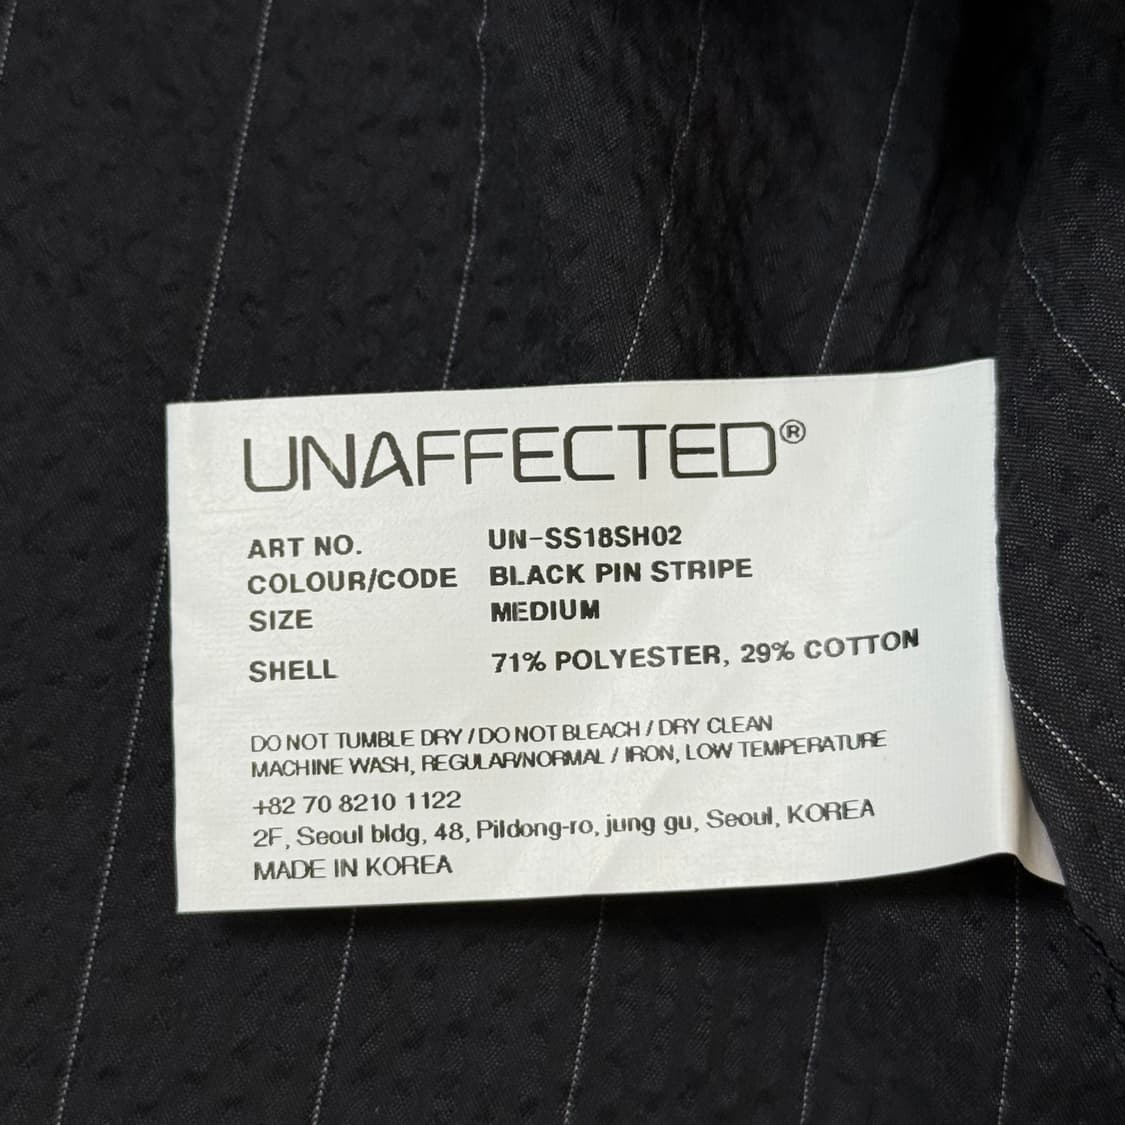 UNAFFECTED®
ART NO. UN-SS18SH02
COLOUR/CODE BLACK PIN STRIPE
SIZE MEDIUM
SHELL 71% POLYESTER, 29% COTTON
DO NOT TUMBLE DRY / DO NOT BLEACH / DRY CLEAN
MACHINE WASH, REGULAR/NORMAL / IRON, LOW TEMPERATURE
+82 70 8210 1122
2F, Seoul bldg, 48, Pildong-ro, jung gu, Seoul, KOREA
MADE IN KOREA